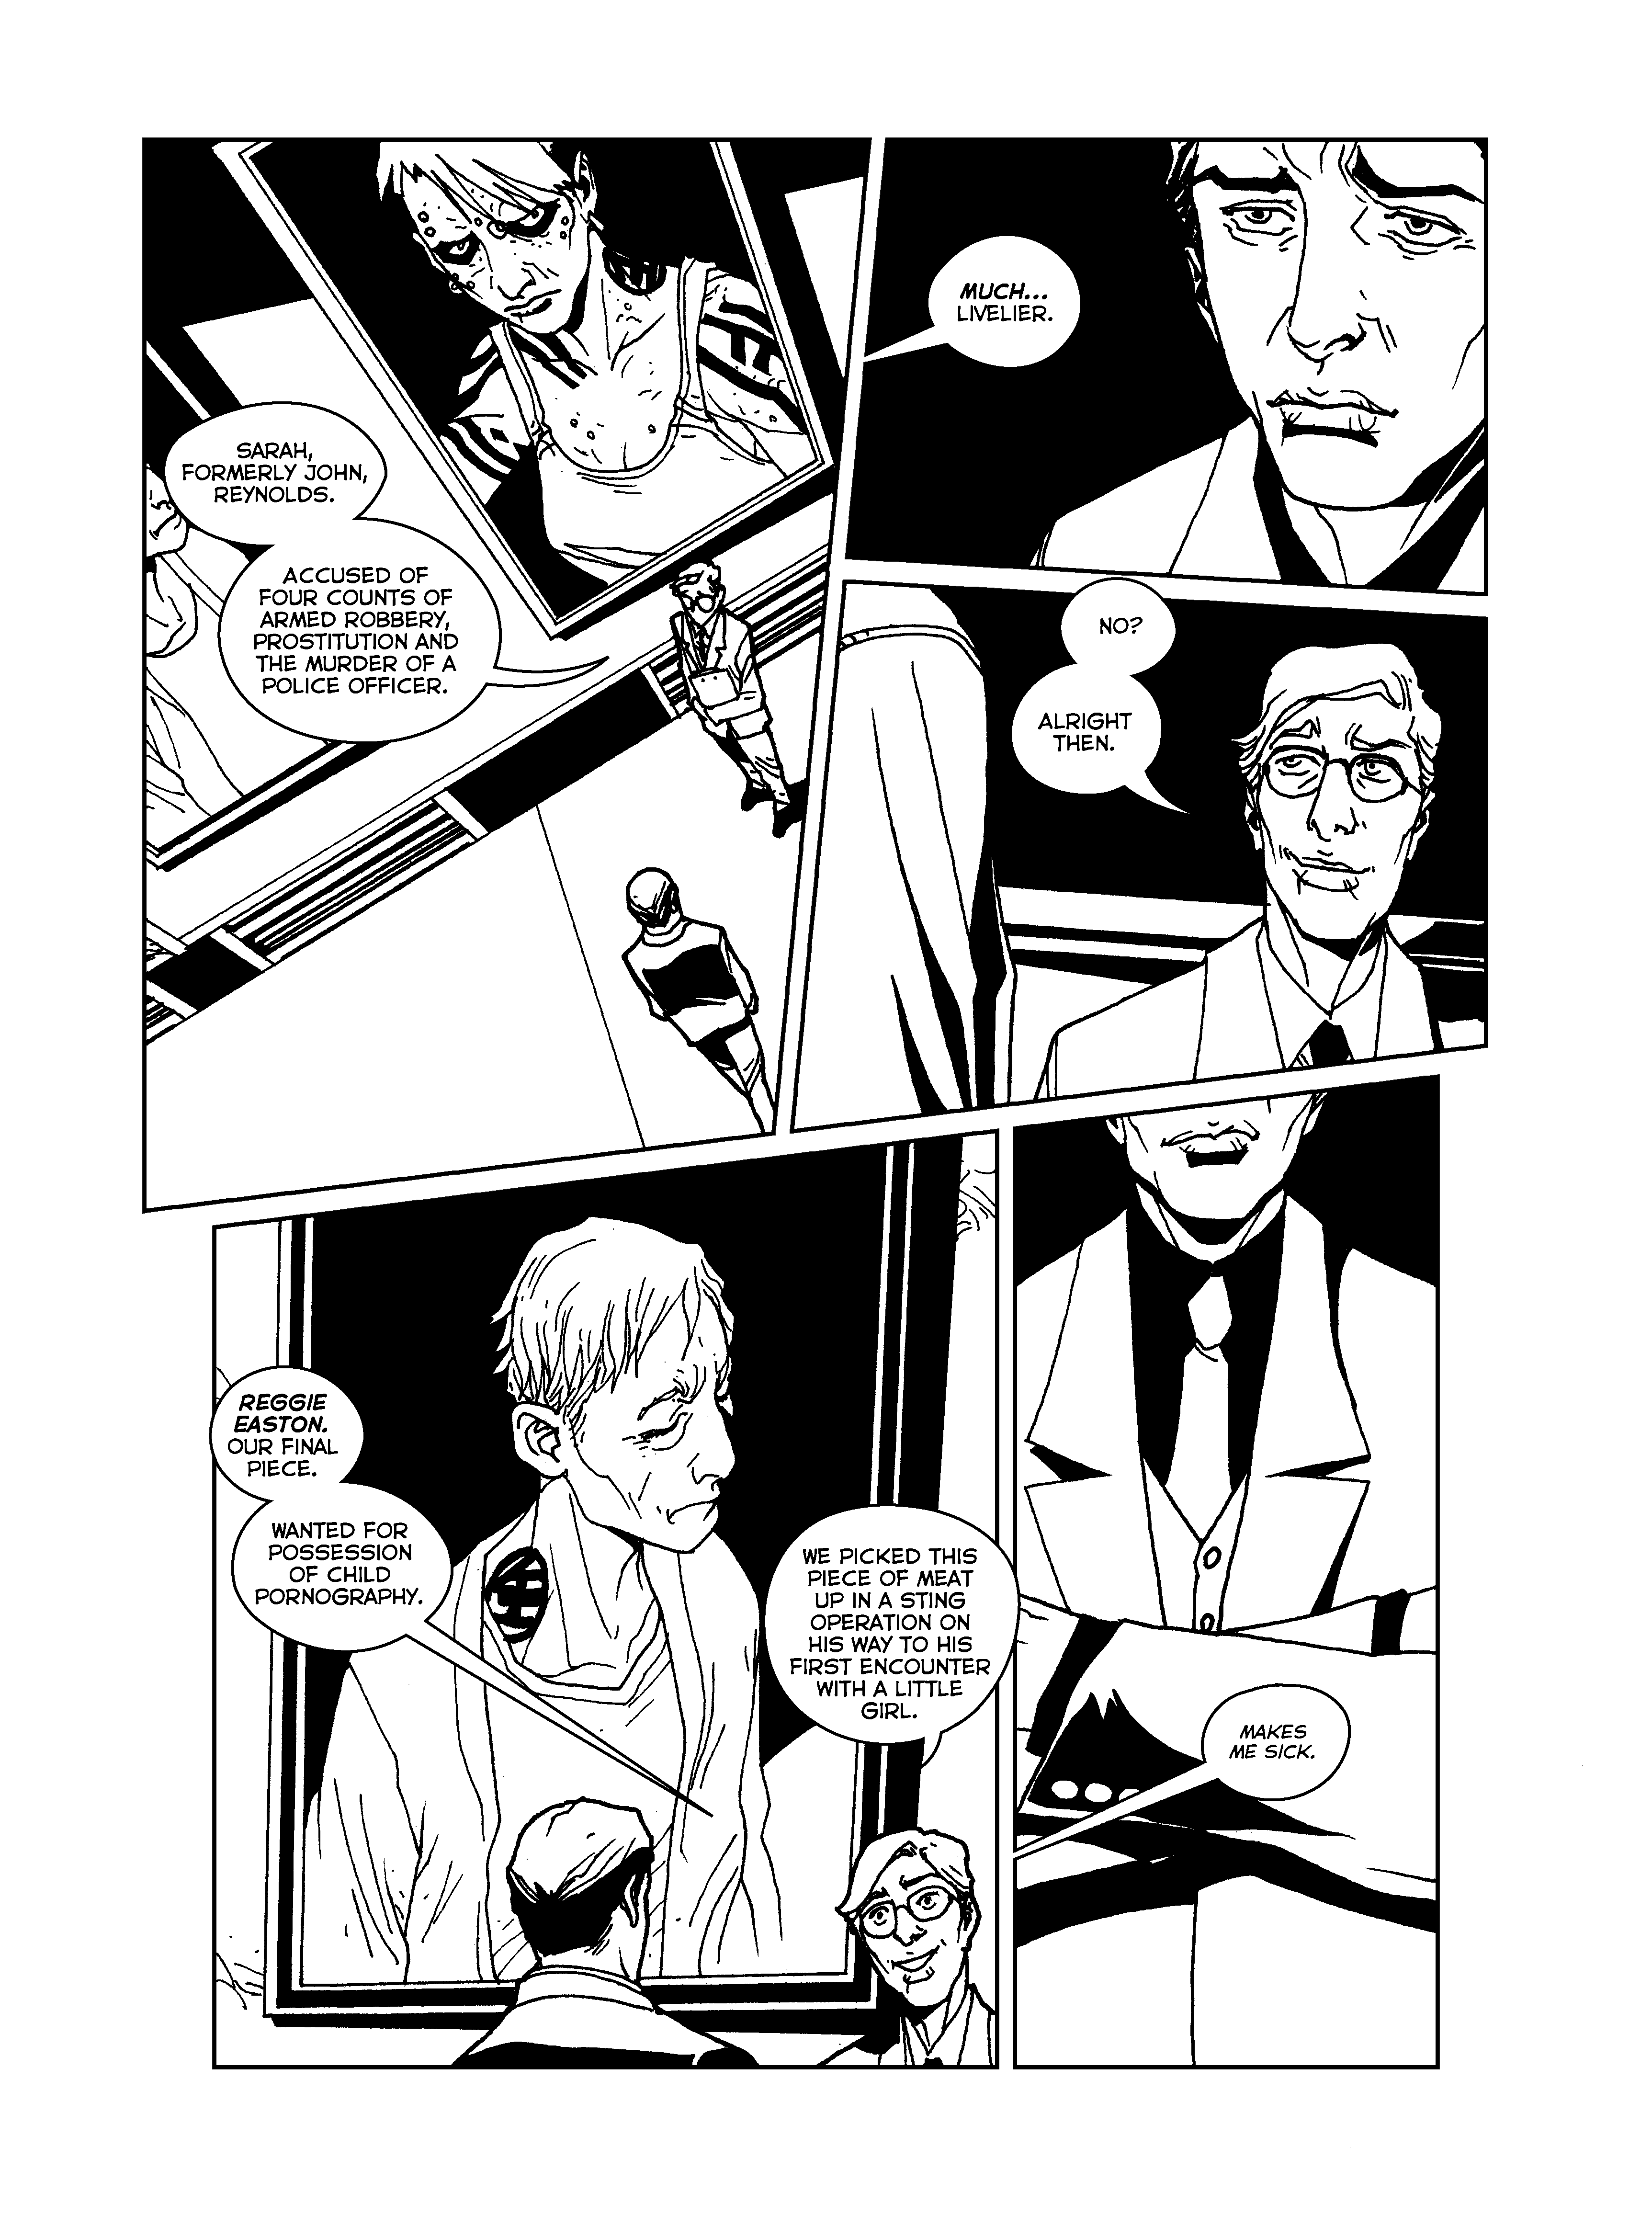 SARAH,
FORMERLY JOHN,
REYNOLDS.
ACCUSED OF
FOUR COUNTS OF
ARMED ROBBERY,
PROSTITUTION AND
THE MURDER OF A
POLICE OFFICER.
MUCH...
LIVELIER.
NO?
ALRIGHT
THEN.
REGGIE
EASTON.
OUR FINAL
PIECE.
WANTED FOR
POSSESSION
OF CHILD
PORNOGRAPHY.
WE PICKED THIS
PIECE OF MEAT
UP IN A STING
OPERATION ON
HIS WAY TO HIS
FIRST ENCOUNTER
WITH A LITTLE
GIRL.
MAKES
ME SICK.